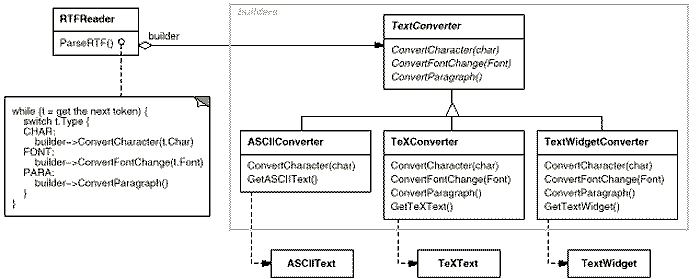 builders
RTFReader
ParseRTF()
builder
TextConverter
ConvertCharacter(char)
ConvertFontChange(Font)
ConvertParagraph()
while (t = get the next token) {
switch t.Type {
CHAR:
builder->ConvertCharacter(t.Char)
FONT:
builder->ConvertFontChange(t.Font)
PARA:
builder->ConvertParagraph()
}
}
ASCIIConverter
ConvertCharacter(char)
GetASCIIText()
TeXConverter
ConvertCharacter(char)
ConvertFontChange(Font)
ConvertParagraph()
GetTeXText()
TextWidgetConverter
ConvertCharacter(char)
ConvertFontChange(Font)
ConvertParagraph()
GetTextWidget()
ASCIIText
TeXText
TextWidget